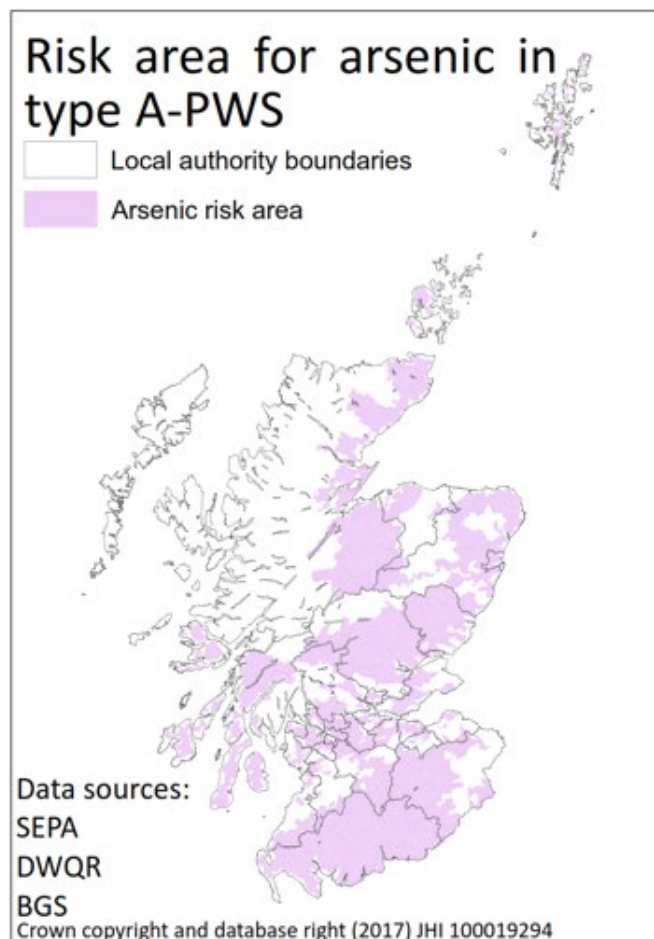 Risk area for arsenic in
type A-PWS
Local authority boundaries
Arsenic risk area
Data sources:
SEPA
DWQR
BGS
Crown copyright and database right (2017) JHI 100019294